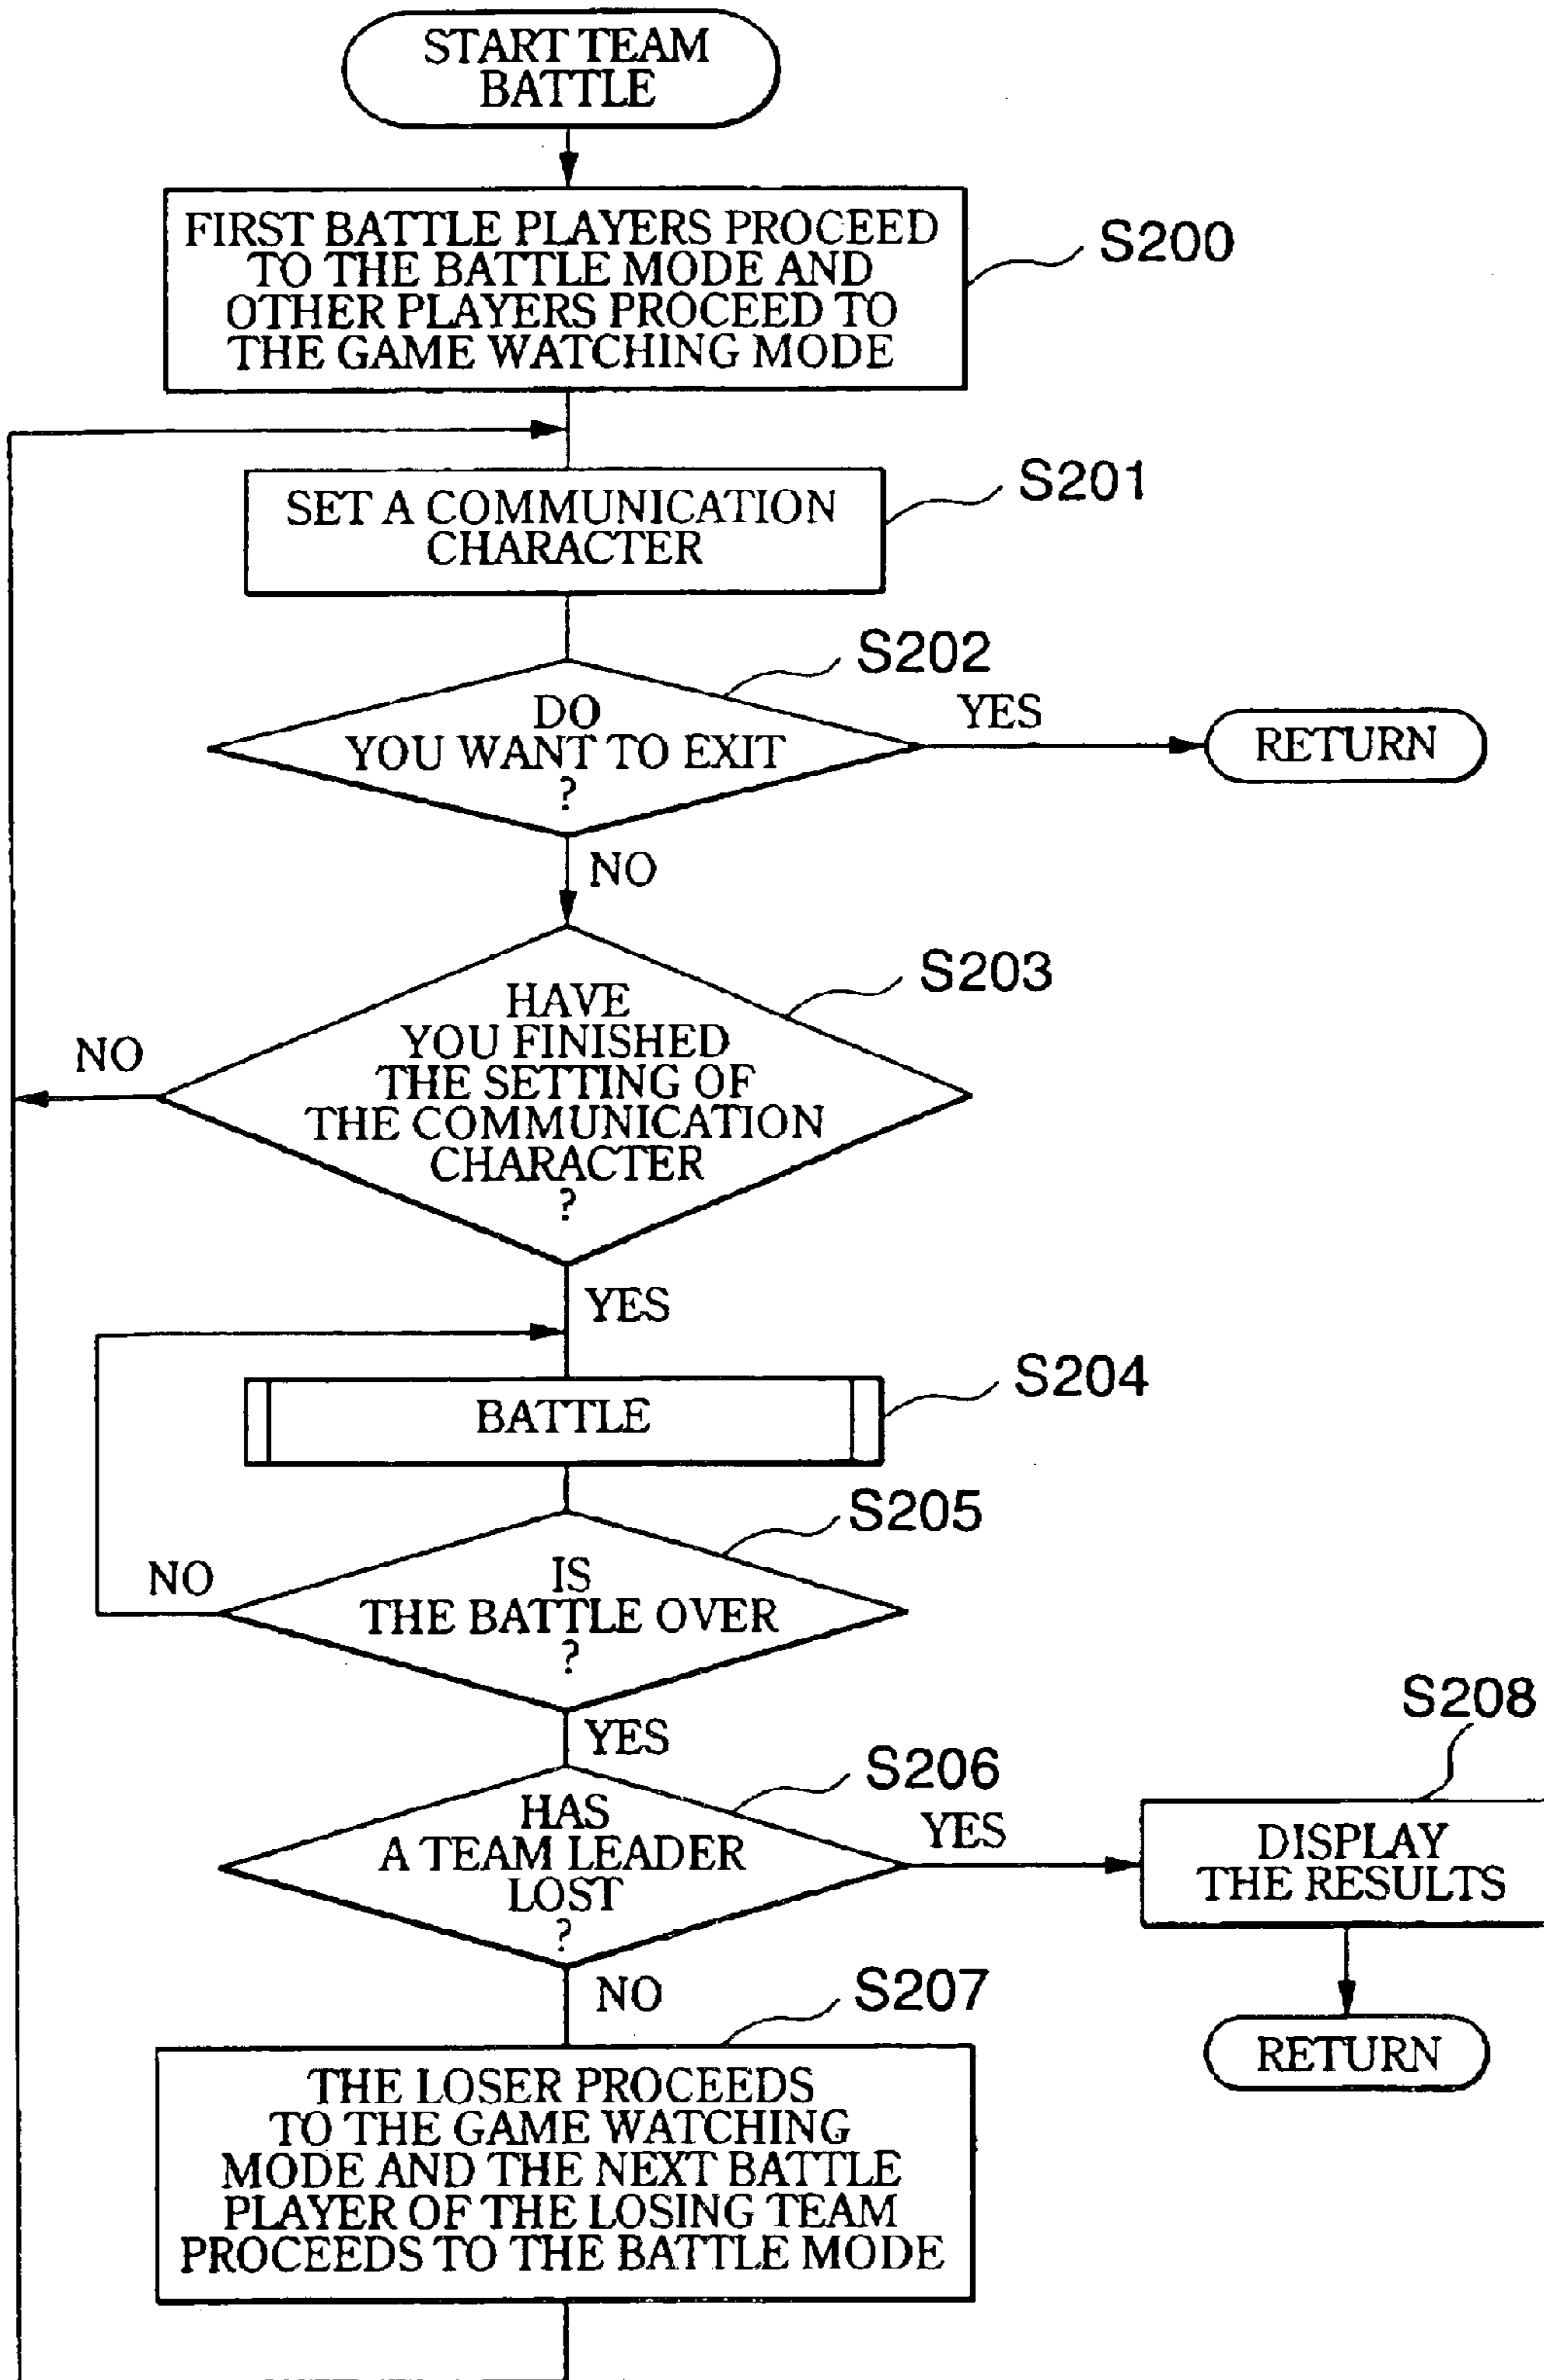 START TEAM
BATTLE
FIRST BATTLE PLAYERS PROCEED
TO THE BATTLE MODE AND
OTHER PLAYERS PROCEED TO
THE GAME WATCHING MODE
S200
SET A COMMUNICATION
CHARACTER
S201
S202
DO
YOU WANT TO EXIT
?
YES
RETURN
NO
S203
HAVE
YOU FINISHED
THE SETTING OF
THE COMMUNICATION
CHARACTER
?
NO
YES
BATTLE
S204
S205
IS
THE BATTLE OVER
?
NO
YES
S206
HAS
A TEAM LEADER
LOST
?
YES
S208
DISPLAY
THE RESULTS
RETURN
NO
S207
THE LOSER PROCEEDS
TO THE GAME WATCHING
MODE AND THE NEXT BATTLE
PLAYER OF THE LOSING TEAM
PROCEEDS TO THE BATTLE MODE